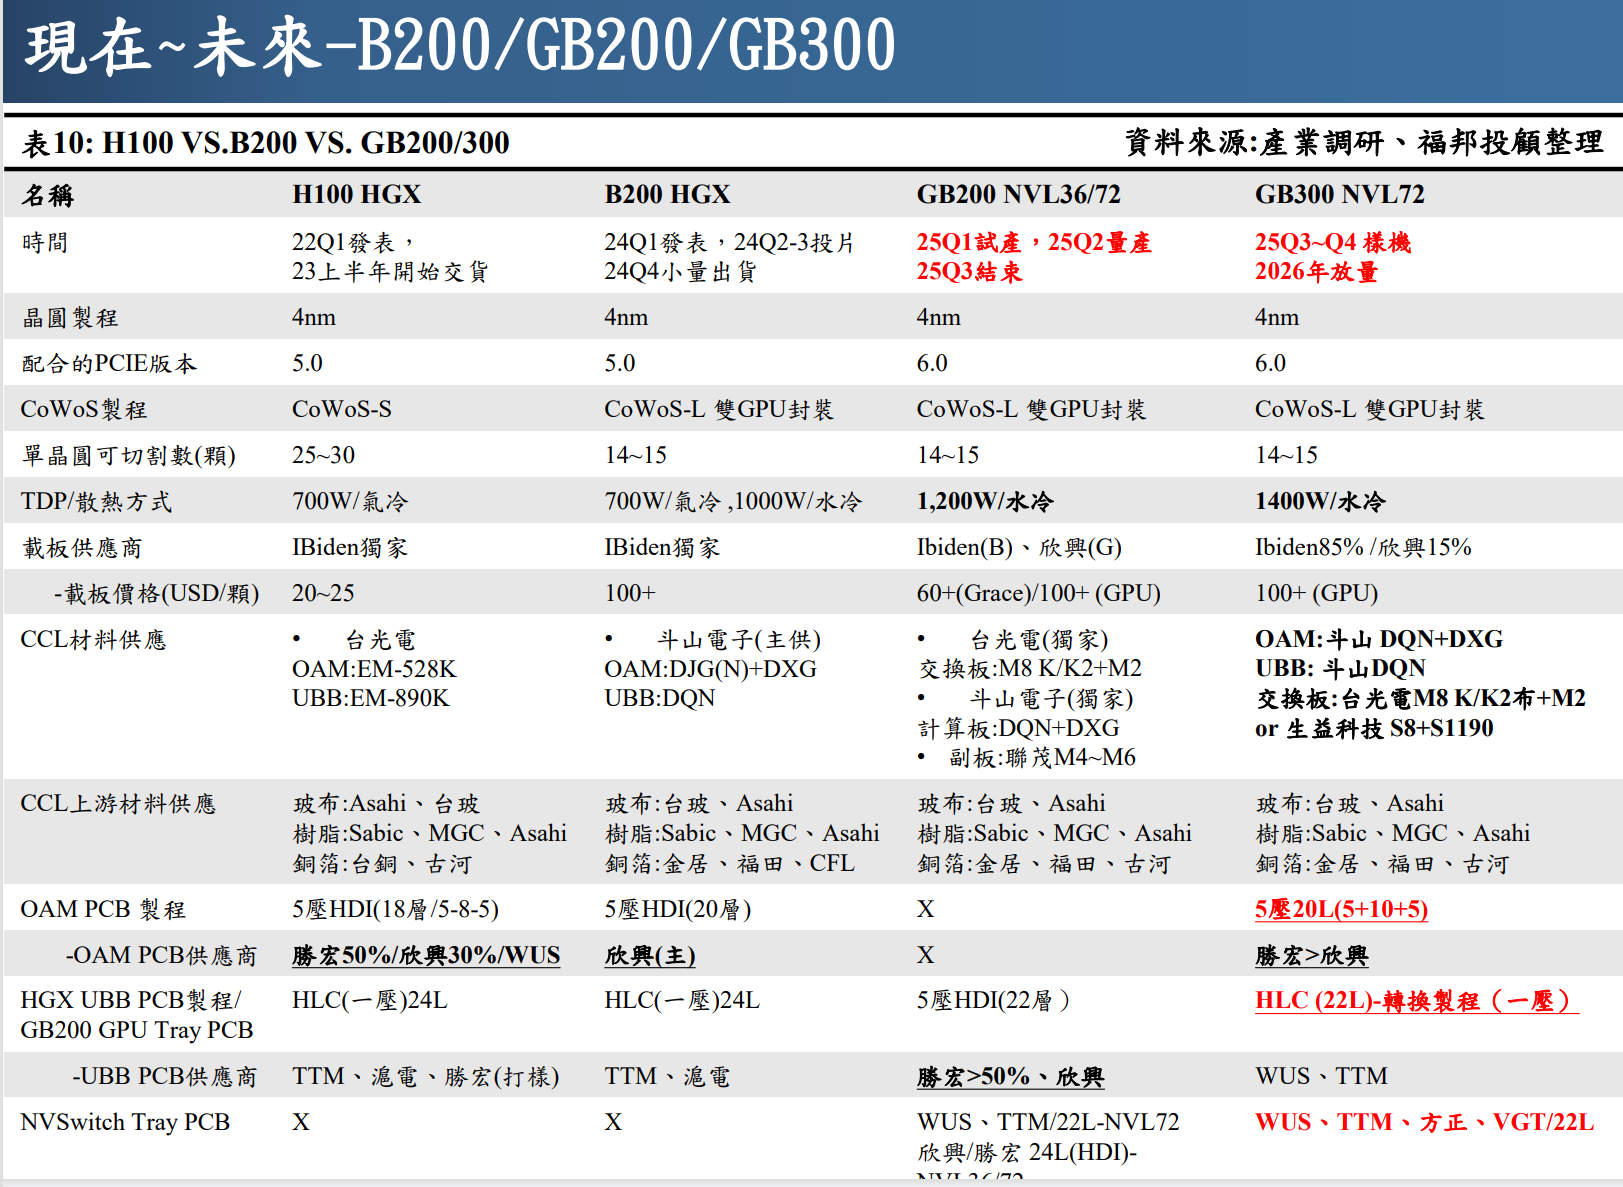 現在~未來-B200/GB200/GB300
表10: H100 VS.B200 VS. GB200/300 資料來源:產業調研、福邦投顧整理
名稱 H100 HGX B200 HGX GB200 NVL36/72 GB300 NVL72
時間 22Q1發表， 24Q1發表，24Q2-3投片 25Q1試產，25Q2量產 25Q3~Q4 樣機
23上半年開始交貨 24Q4小量出貨 25Q3結束 2026年放量
晶圓製程 4nm 4nm 4nm 4nm
配合的PCIE版本 5.0 5.0 6.0 6.0
CoWoS製程 CoWoS-S CoWoS-L 雙GPU封裝 CoWoS-L 雙GPU封裝 CoWoS-L 雙GPU封裝
單晶圓可切割數(顆) 25~30 14~15 14~15 14~15
TDP/散熱方式 700W/氣冷 700W/氣冷 ,1000W/水冷 1,200W/水冷 1400W/水冷
載板供應商 IBiden獨家 IBiden獨家 Ibiden(B)、欣興(G) Ibiden85% /欣興15%
-載板價格(USD/顆) 20~25 100+ 60+(Grace)/100+ (GPU) 100+ (GPU)
CCL材料供應 • 台光電 • 斗山電子(主供) • 台光電(獨家) OAM:斗山 DQN+DXG
OAM:EM-528K OAM:DJG(N)+DXG 交換板:M8 K/K2+M2 UBB: 斗山DQN
UBB:EM-890K UBB:DQN • 斗山電子(獨家) 交換板:台光電M8 K/K2布+M2
計算板:DQN+DXG or 生益科技 S8+S1190
• 副板:聯茂M4~M6
CCL上游材料供應 玻布:Asahi、台玻 玻布:台玻、Asahi 玻布:台玻、Asahi 玻布:台玻、Asahi
樹脂:Sabic、MGC、Asahi 樹脂:Sabic、MGC、Asahi 樹脂:Sabic、MGC、Asahi 樹脂:Sabic、MGC、Asahi
銅箔:台銅、古河 銅箔:金居、福田、CFL 銅箔:金居、福田、古河 銅箔:金居、福田、古河
OAM PCB 製程 5壓HDI(18層/5-8-5) 5壓HDI(20層) X 5壓20L(5+10+5)
-OAM PCB供應商 勝宏50%/欣興30%/WUS 欣興(主) X 勝宏>欣興
HGX UBB PCB製程/ HLC(一壓)24L HLC(一壓)24L 5壓HDI(22層） HLC (22L)-轉換製程（一壓）
GB200 GPU Tray PCB
-UBB PCB供應商 TTM、滬電、勝宏(打樣) TTM、滬電 勝宏>50%、欣興 WUS、TTM
NVSwitch Tray PCB X X WUS、TTM/22L-NVL72 WUS、TTM、方正、VGT/22L
欣興/勝宏 24L(HDI)-